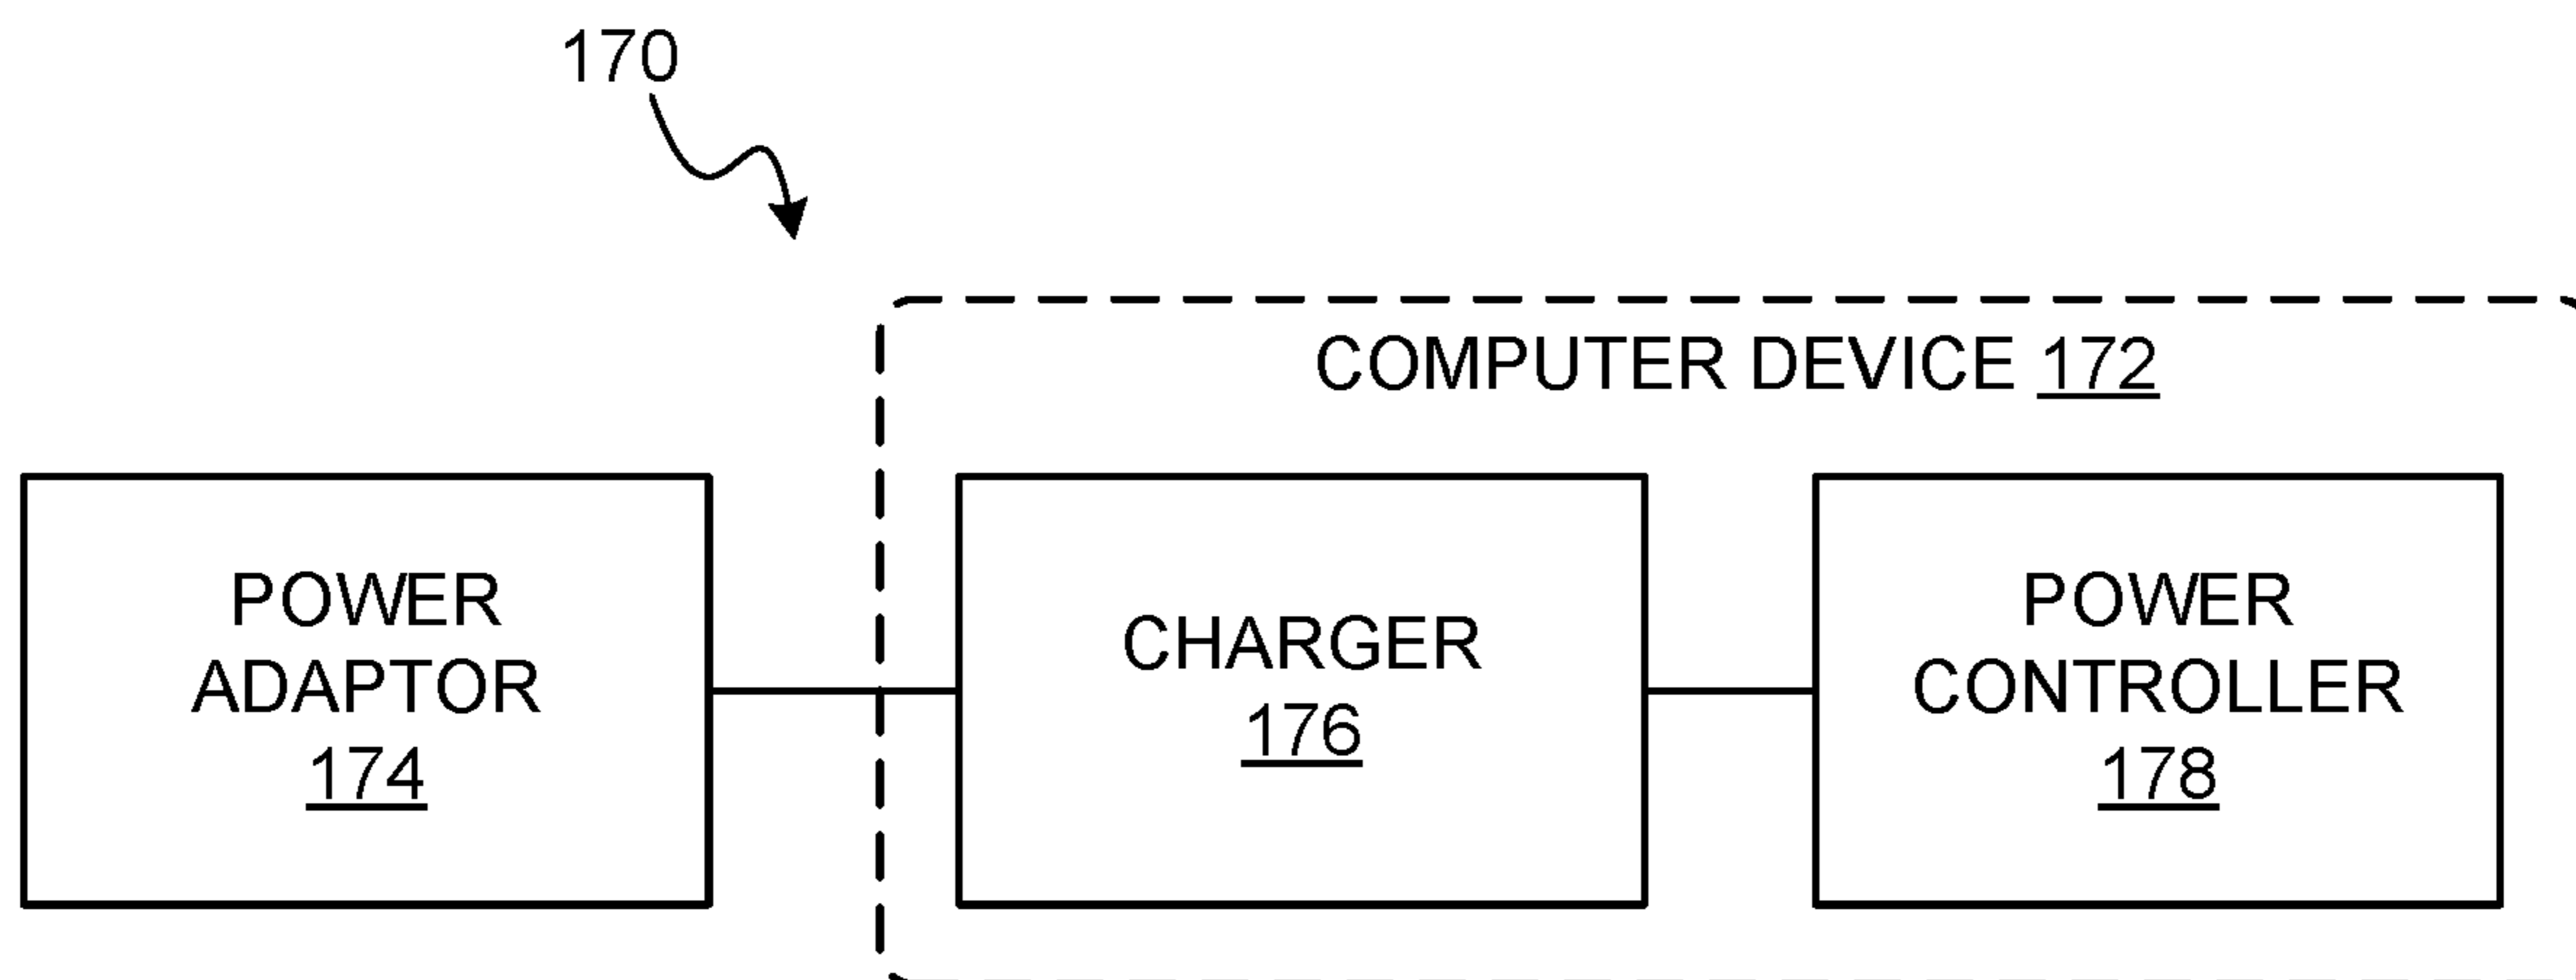 170
COMPUTER DEVICE 172
POWER
ADAPTOR
174
CHARGER
176
POWER
CONTROLLER
178